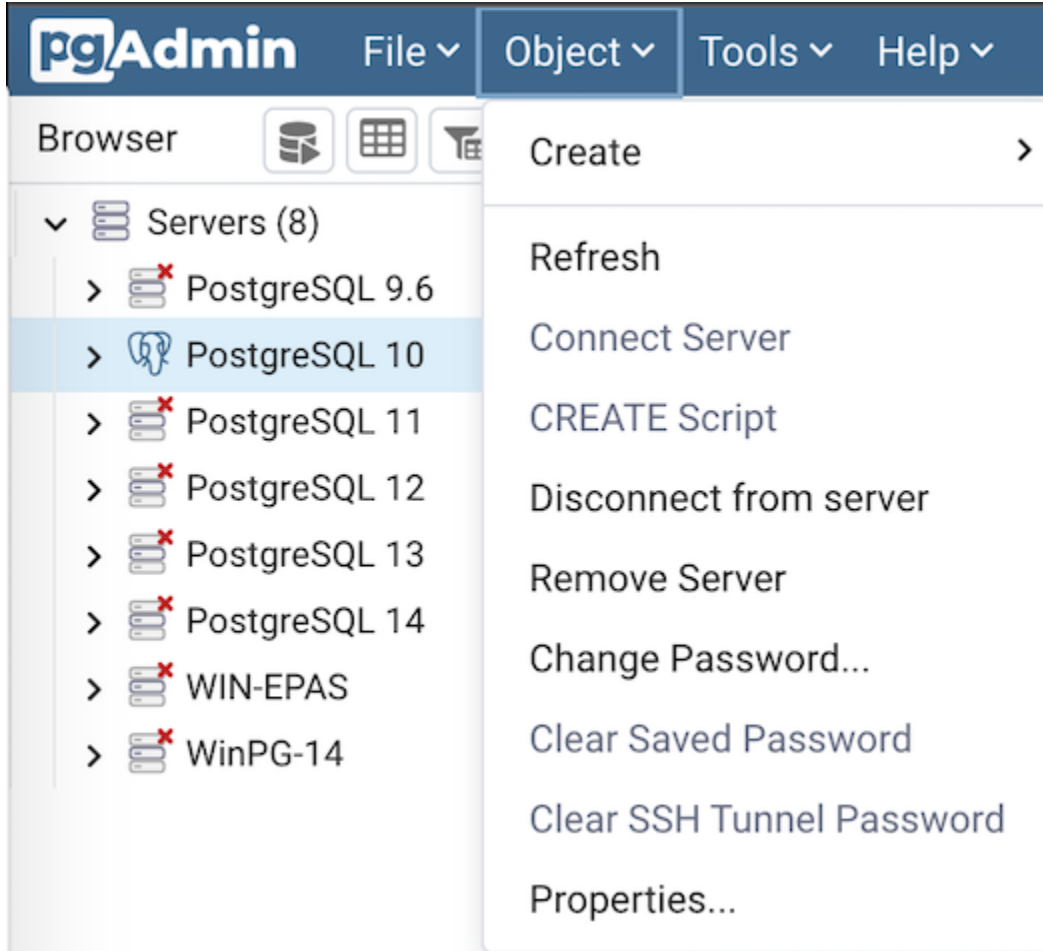 pgAdmin File Object Tools Help
Browser
Servers (8)
PostgreSQL 9.6
PostgreSQL 10
PostgreSQL 11
PostgreSQL 12
PostgreSQL 13
PostgreSQL 14
WIN-EPAS
WinPG-14
Create
Refresh
Connect Server
CREATE Script
Disconnect from server
Remove Server
Change Password...
Clear Saved Password
Clear SSH Tunnel Password
Properties...